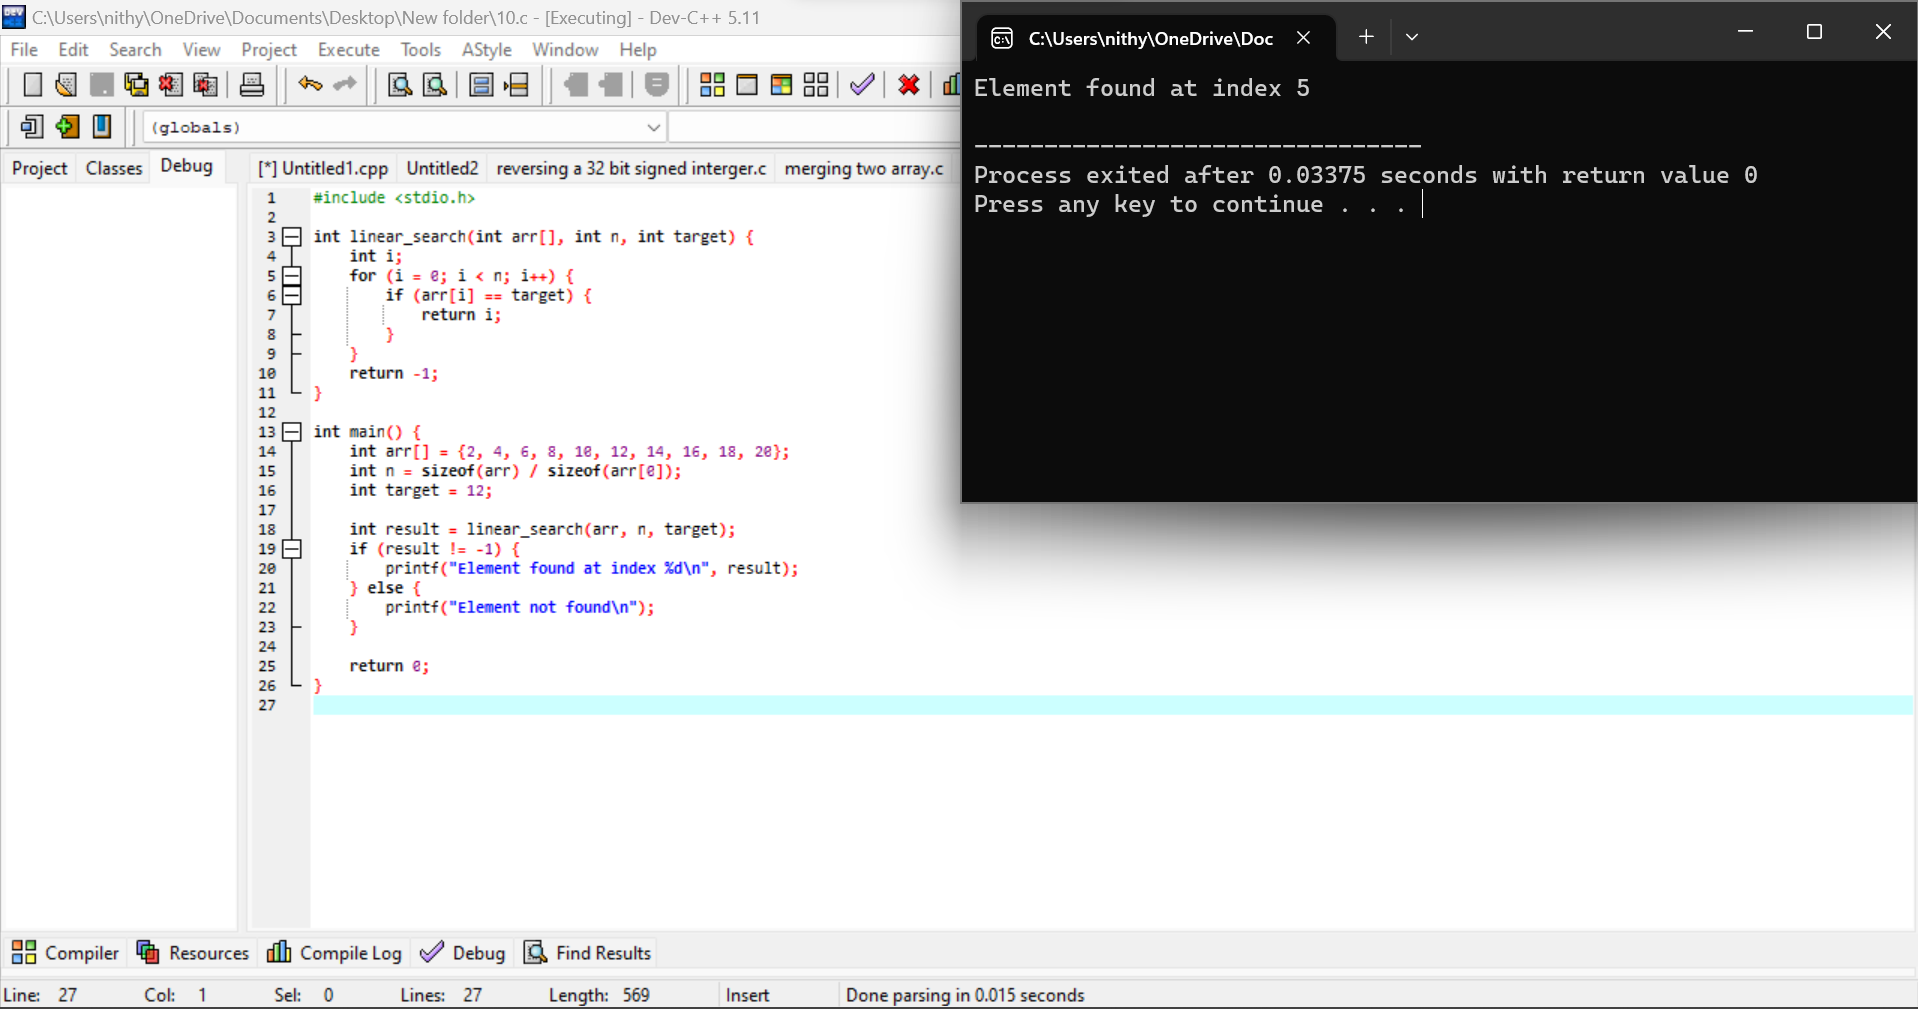 C:\Users\nithy\OneDrive\Documents\Desktop\New folder\10.c - [Executing] - Dev-C++ 5.11
File Edit Search View Project Execute Tools AStyle Window Help
(globals)
Project Classes Debug
[*] Untitled1.cpp Untitled2 reversing a 32 bit signed interger.c merging two array.c
1 #include <stdio.h>
2
3 int linear_search(int arr[], int n, int target) {
4     int i;
5     for (i = 0; i < n; i++) {
6         if (arr[i] == target) {
7             return i;
8         }
9     }
10     return -1;
11 }
12
13 int main() {
14     int arr[] = {2, 4, 6, 8, 10, 12, 14, 16, 18, 20};
15     int n = sizeof(arr) / sizeof(arr[0]);
16     int target = 12;
17
18     int result = linear_search(arr, n, target);
19     if (result != -1) {
20         printf("Element found at index %d\n", result);
21     } else {
22         printf("Element not found\n");
23     }
24
25     return 0;
26 }
27
C:\Users\nithy\OneDrive\Doc
Element found at index 5
--------------------------------
Process exited after 0.03375 seconds with return value 0
Press any key to continue . . .
Compiler Resources Compile Log Debug Find Results
Line: 27 Col: 1 Sel: 0 Lines: 27 Length: 569 Insert Done parsing in 0.015 seconds